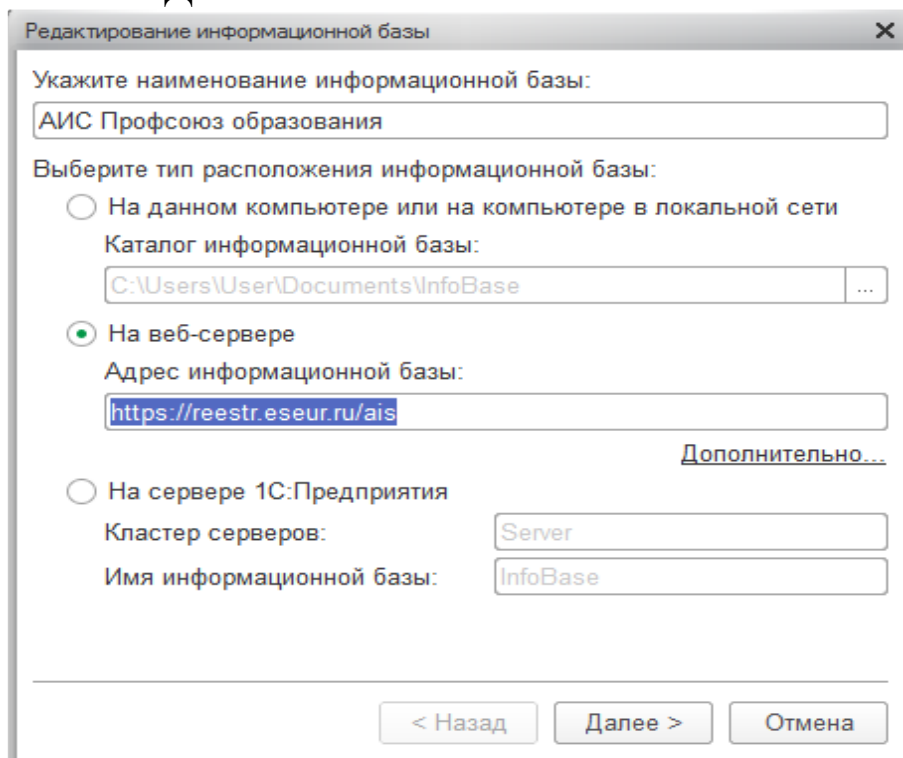 Редактирование информационной базы
Укажите наименование информационной базы:
АИС Профсоюз образования
Выберите тип расположения информационной базы:
На данном компьютере или на компьютере в локальной сети
Каталог информационной базы:
C:\Users\User\Documents\InfoBase ...
На веб-сервере
Адрес информационной базы:
https://reestr.eseur.ru/ais
Дополнительно...
На сервере 1С:Предприятия
Кластер серверов: Server
Имя информационной базы: InfoBase
< Назад Далее > Отмена